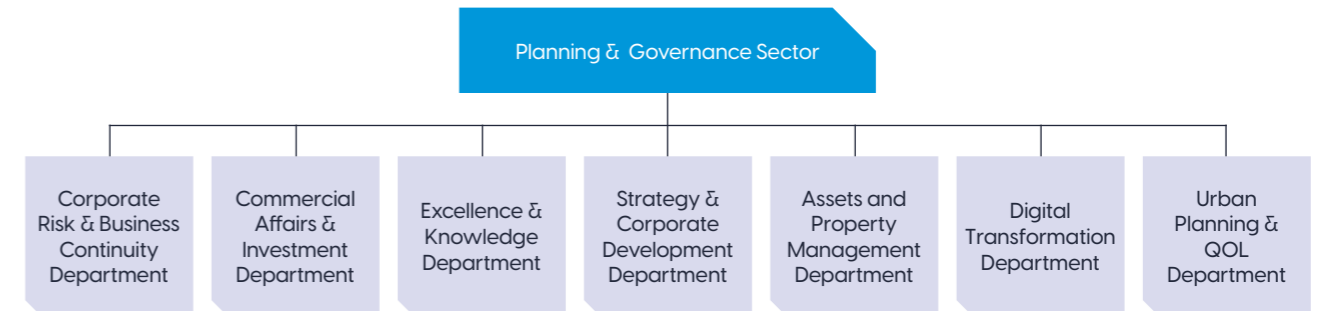 Planning & Governance Sector
Corporate
Risk & Business
Continuity
Department
Commercial
Affairs &
Investment
Department
Excellence &
Knowledge
Department
Strategy &
Corporate
Development
Department
Assets and
Property
Management
Department
Digital
Transformation
Department
Urban
Planning &
QOL
Department